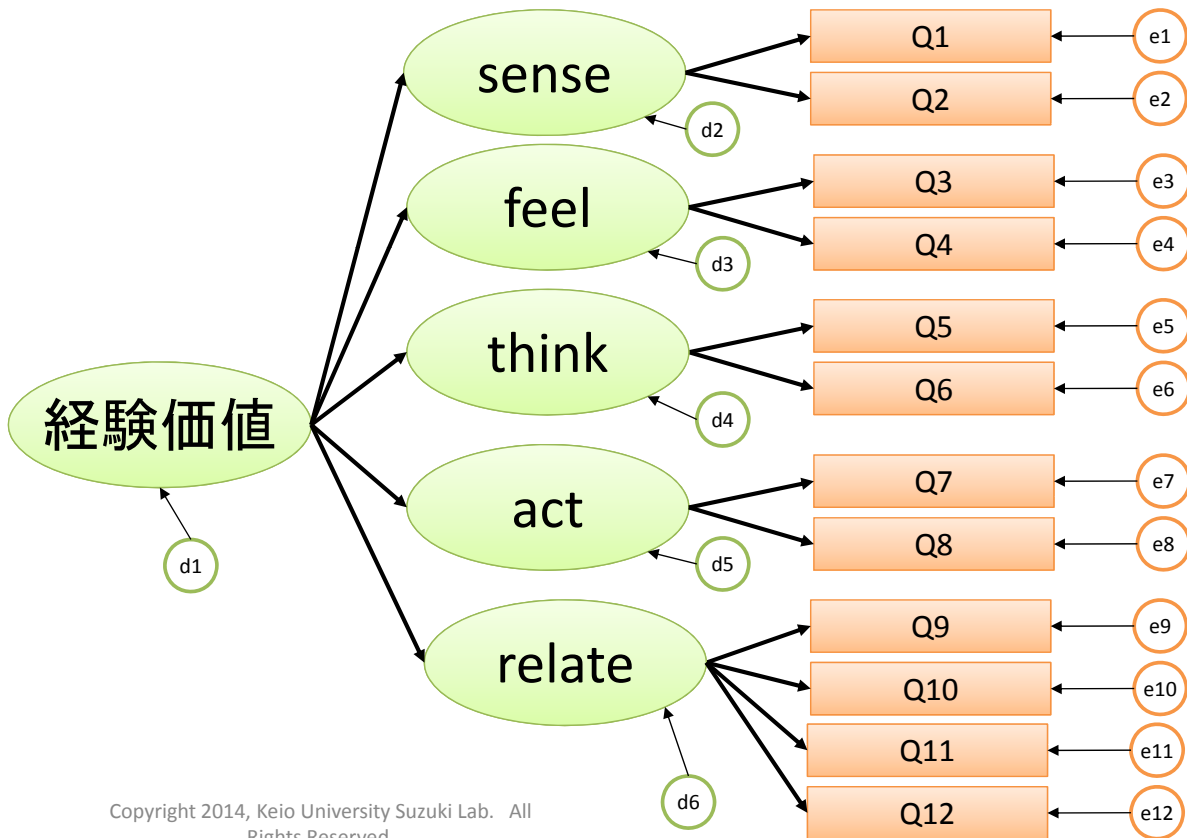 sense
Q1
e1
Q2
e2
d2
feel
Q3
e3
Q4
e4
d3
think
Q5
e5
Q6
e6
d4
経験価値
d1
act
Q7
e7
Q8
e8
d5
relate
Q9
e9
Q10
e10
Q11
e11
Q12
e12
d6
Copyright 2014, Keio University Suzuki Lab. All
Rights Reserved